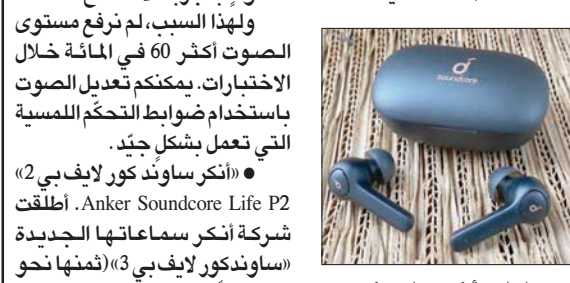 ولهذا السبب، لم نرفع مستوى
الصوت أكثر 60 في المائة خلال
الاختبارات. يمكنكم تعديل الصوت
باستخدام ضوابط التحكّم اللمسية
التي تعمل بشكلٍ جيّد.
● «أنكر ساوند كور لايف بي 2»
Anker Soundcore Life P2. أطلقت
شركة أنكر سماعاتها الجديدة
«ساوندكور لايف بي 3» (ثمنها نحو
soundcore